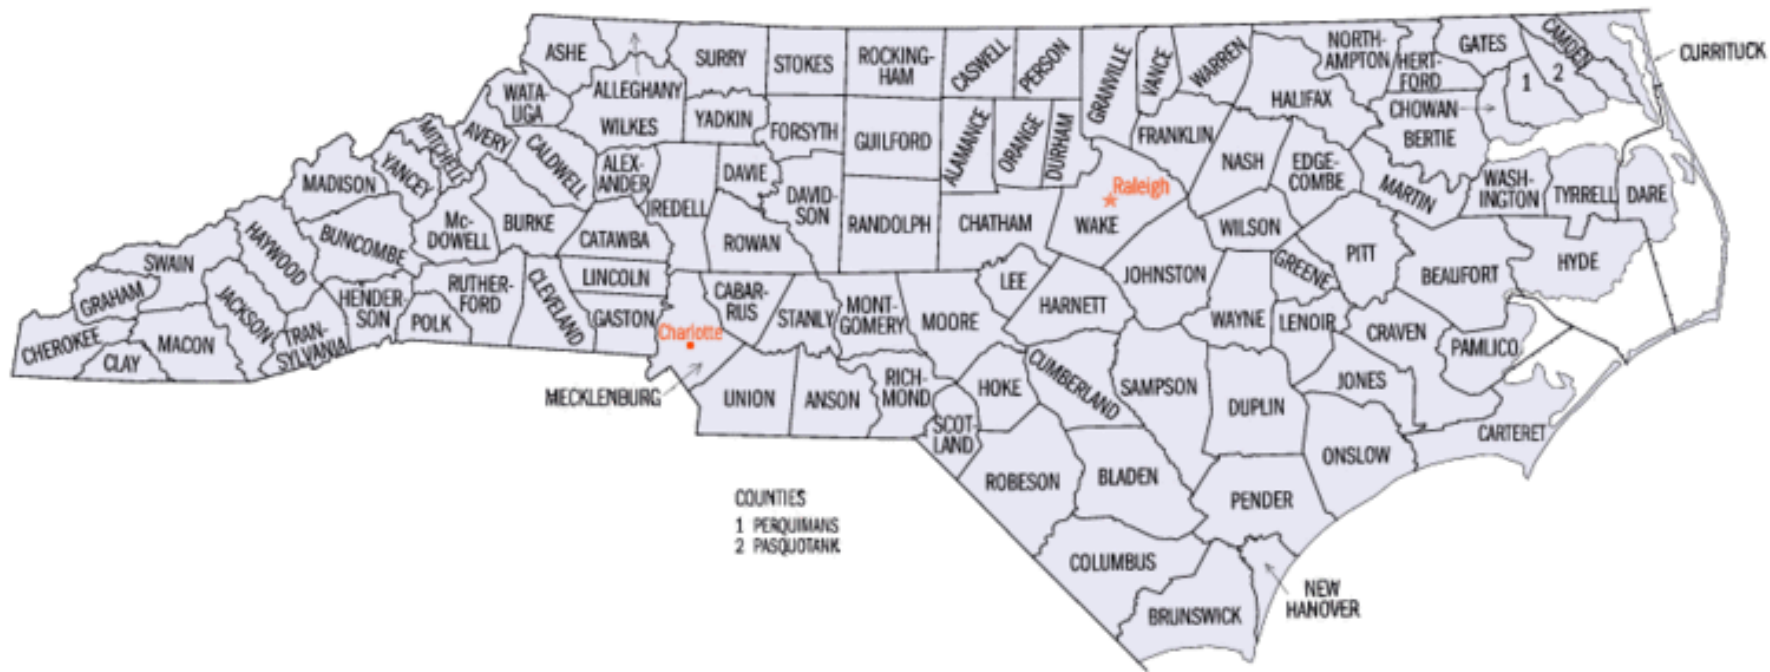 ASHE
ALLEGHANY
SURRY
STOKES
ROCKING-
HAM
CASWELL
PERSON
GRANVILLE
VANCE
WARREN
NORTH-
AMPTON
HERT-
FORD
GATES
CAMDEN
CURRITUCK
WATA-
UGA
WILKES
YADKIN
FORSYTH
GUILFORD
ALAMANCE
ORANGE
DURHAM
FRANKLIN
HALIFAX
CHOWAN
BERTIE
1
2
MITCHELL
AVERY
CALDWELL
ALEX-
ANDER
IREDELL
DAVIE
DAVID-
SON
RANDOLPH
CHATHAM
Raleigh
WAKE
NASH
EDGE-
COMBE
MARTIN
WASH-
INGTON
TYRRELL
DARE
MADISON
YANCEY
Mc-
DOWELL
BURKE
CATAWBA
ROWAN
WILSON
PITT
BEAUFORT
HYDE
SWAIN
HAYWOOD
BUNCOMBE
RUTHER-
FORD
CLEVELAND
LINCOLN
GASTON
CABAR-
RUS
STANLY
MONT-
GOMERY
MOORE
LEE
HARNETT
JOHNSTON
GREENE
WAYNE
LENOIR
CRAVEN
PAMLICO
GRAHAM
CHEROKEE
CLAY
MACON
JACKSON
TRAN-
SYLVANIA
HENDER-
SON
POLK
Charlotte
MECKLENBURG
UNION
ANSON
RICH-
MOND
SCOT-
LAND
HOKE
CUMBERLAND
SAMPSON
DUPLIN
JONES
ONSLOW
CARTERET
ROBESON
BLADEN
PENDER
COLUMBUS
BRUNSWICK
NEW
HANOVER
COUNTIES
1 PERQUIMANS
2 PASQUOTANK